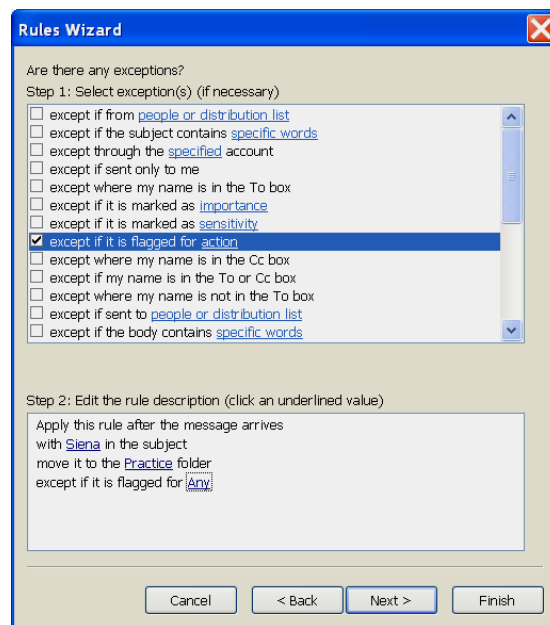 Rules Wizard
Are there any exceptions?
Step 1: Select exception(s) (if necessary)
except if from people or distribution list
except if the subject contains specific words
except through the specified account
except if sent only to me
except where my name is in the To box
except if it is marked as importance
except if it is marked as sensitivity
except if it is flagged for action
except where my name is in the Cc box
except if my name is in the To or Cc box
except where my name is not in the To box
except if sent to people or distribution list
except if the body contains specific words
Step 2: Edit the rule description (click an underlined value)
Apply this rule after the message arrives
with Siena in the subject
move it to the Practice folder
except if it is flagged for Any
Cancel < Back Next > Finish